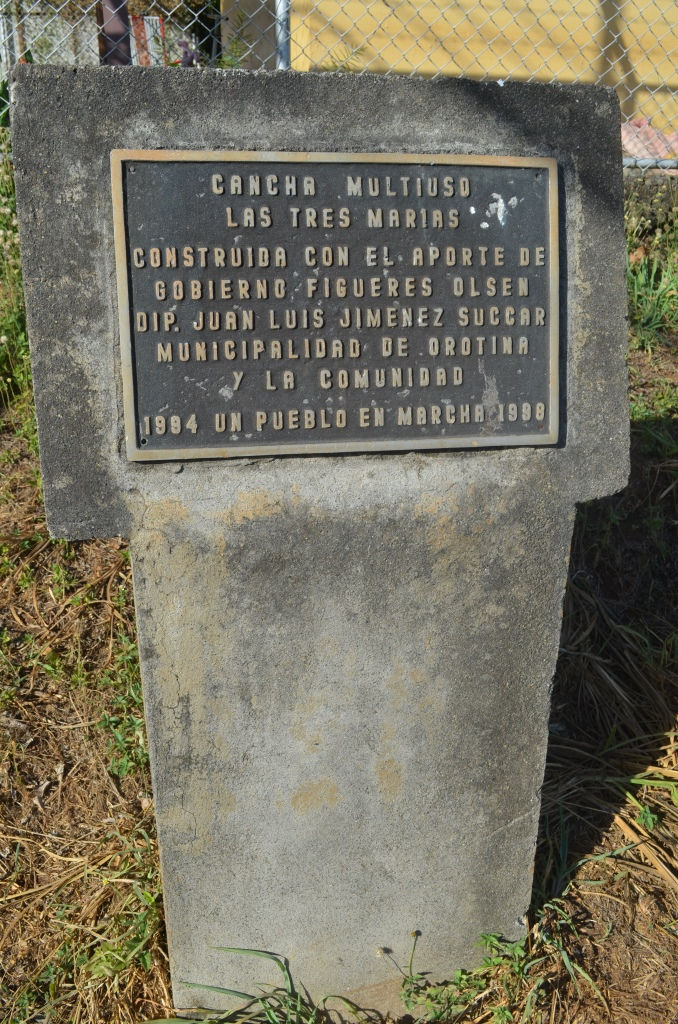 CANCHA MULTIUSO
LAS TRES MARIAS
CONSTRUIDA CON EL APORTE DE
GOBIERNO FIGUERES OLSEN
DIP. JUAN LUIS JIMENEZ SUCCAR
MUNICIPALIDAD DE OROTINA
Y LA COMUNIDAD
1994 UN PUEBLO EN MARCHA 1998